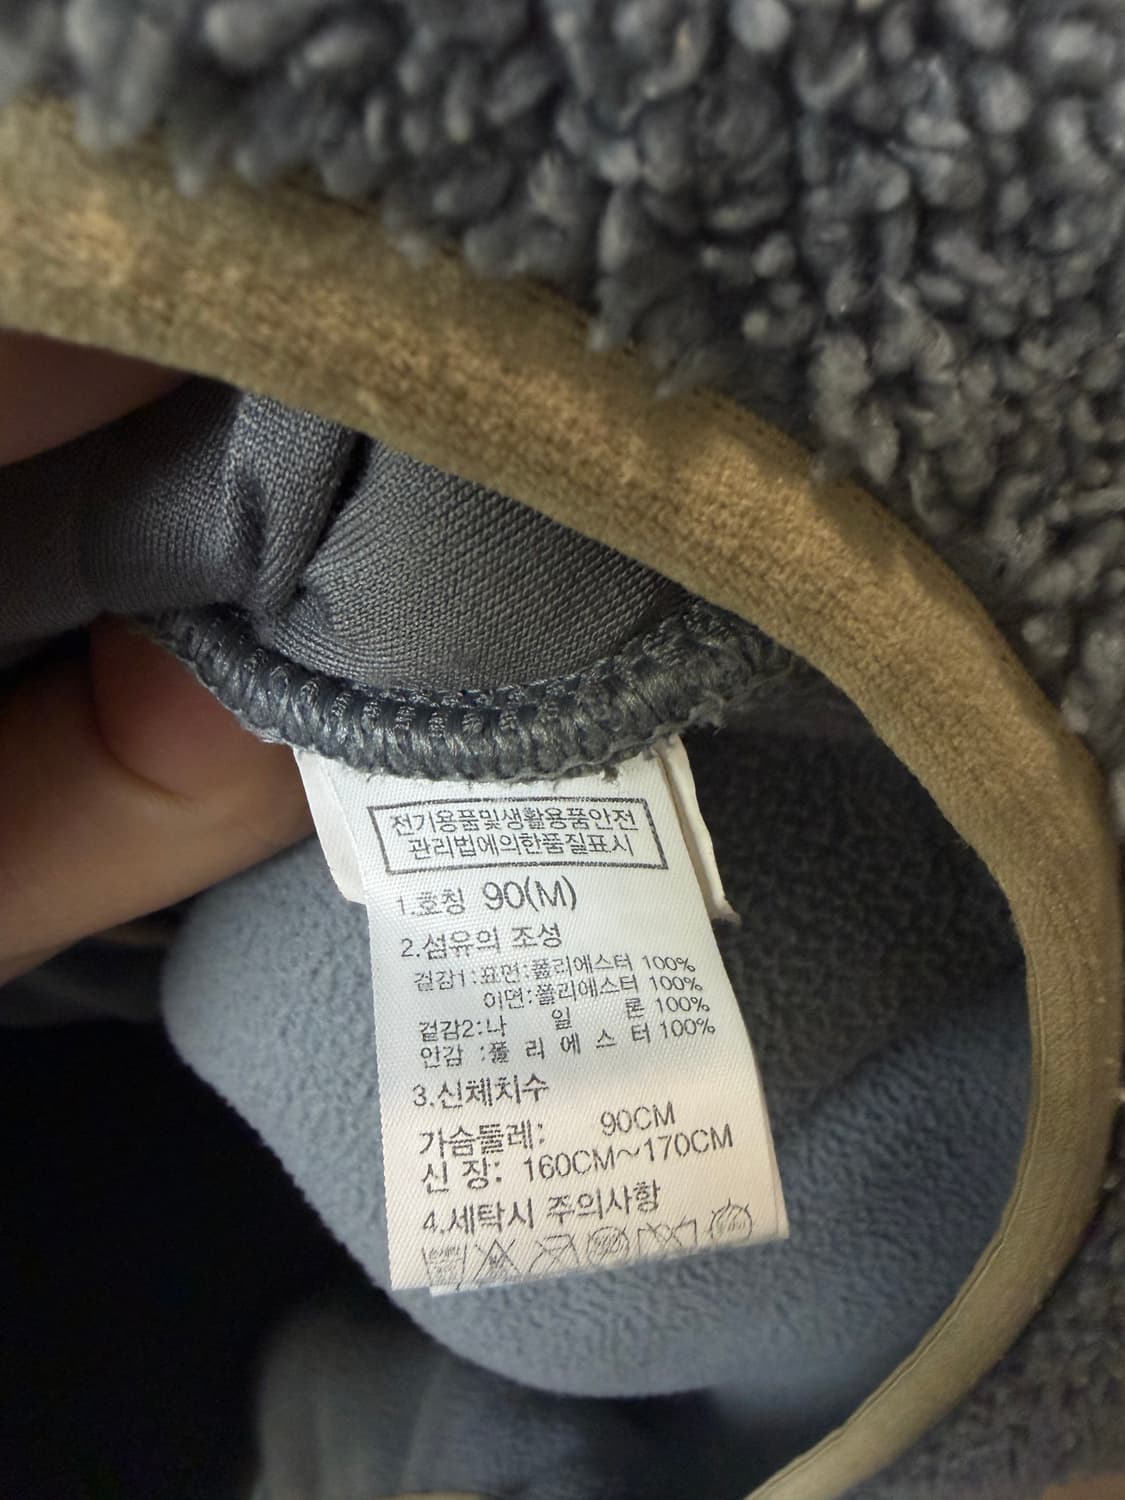 전기용품및생활용품안전
관리법에의한품질표시
1.호칭 90(M)
2.섬유의 조성
겉감1:표면:폴리에스터 100%
이면:폴리에스터 100%
겉감2:나 일 론 100%
안감 :폴 리 에 스 터 100%
3.신체치수
가슴둘레: 90CM
신 장: 160CM~170CM
4.세탁시 주의사항